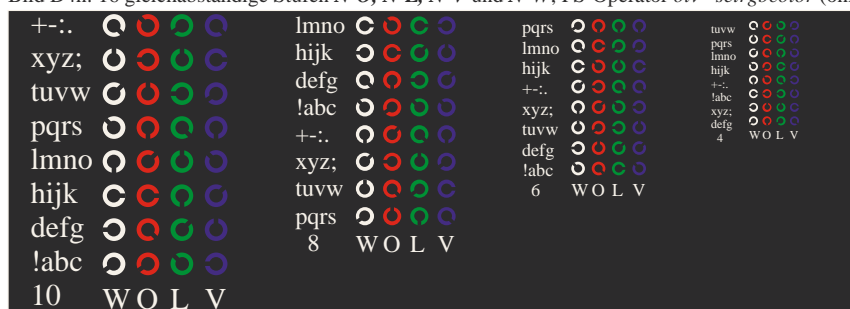 +-:.
xyz;
tuvw
pqrs
lmno
hijk
defg
!abc
10 W O L V
lmno
hijk
defg
!abc
+-:.
xyz;
tuvw
pqrs
8 W O L V
pqrs
lmno
hijk
+-:.
xyz;
tuvw
defg
!abc
6 W O L V
tuvw
pqrs
lmno
hijk
+-:.
!abc
xyz;
defg
4 W O L V